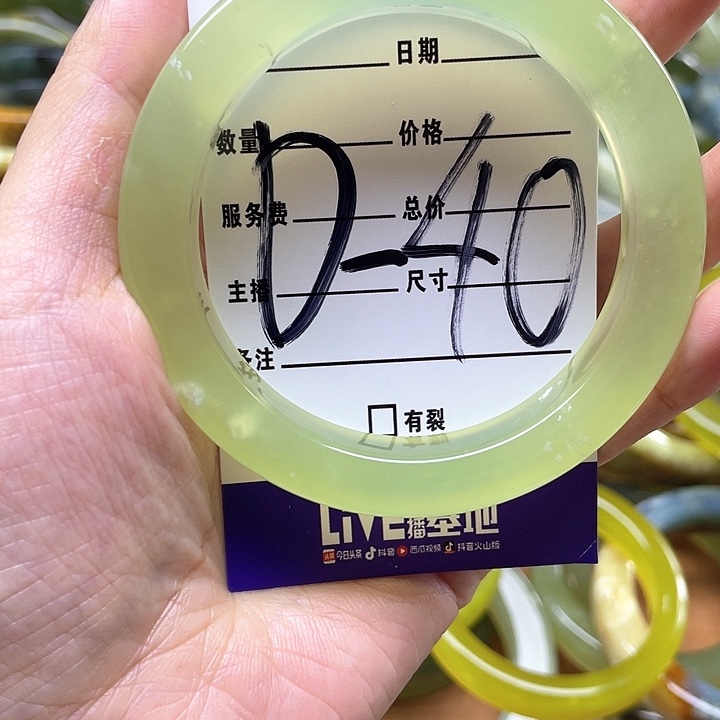 日期
数量 价格
D-40
服务费 总价
主播 尺寸
备注
有裂
LiVE播基地
今日头条 抖音 西瓜视频 抖音火山版